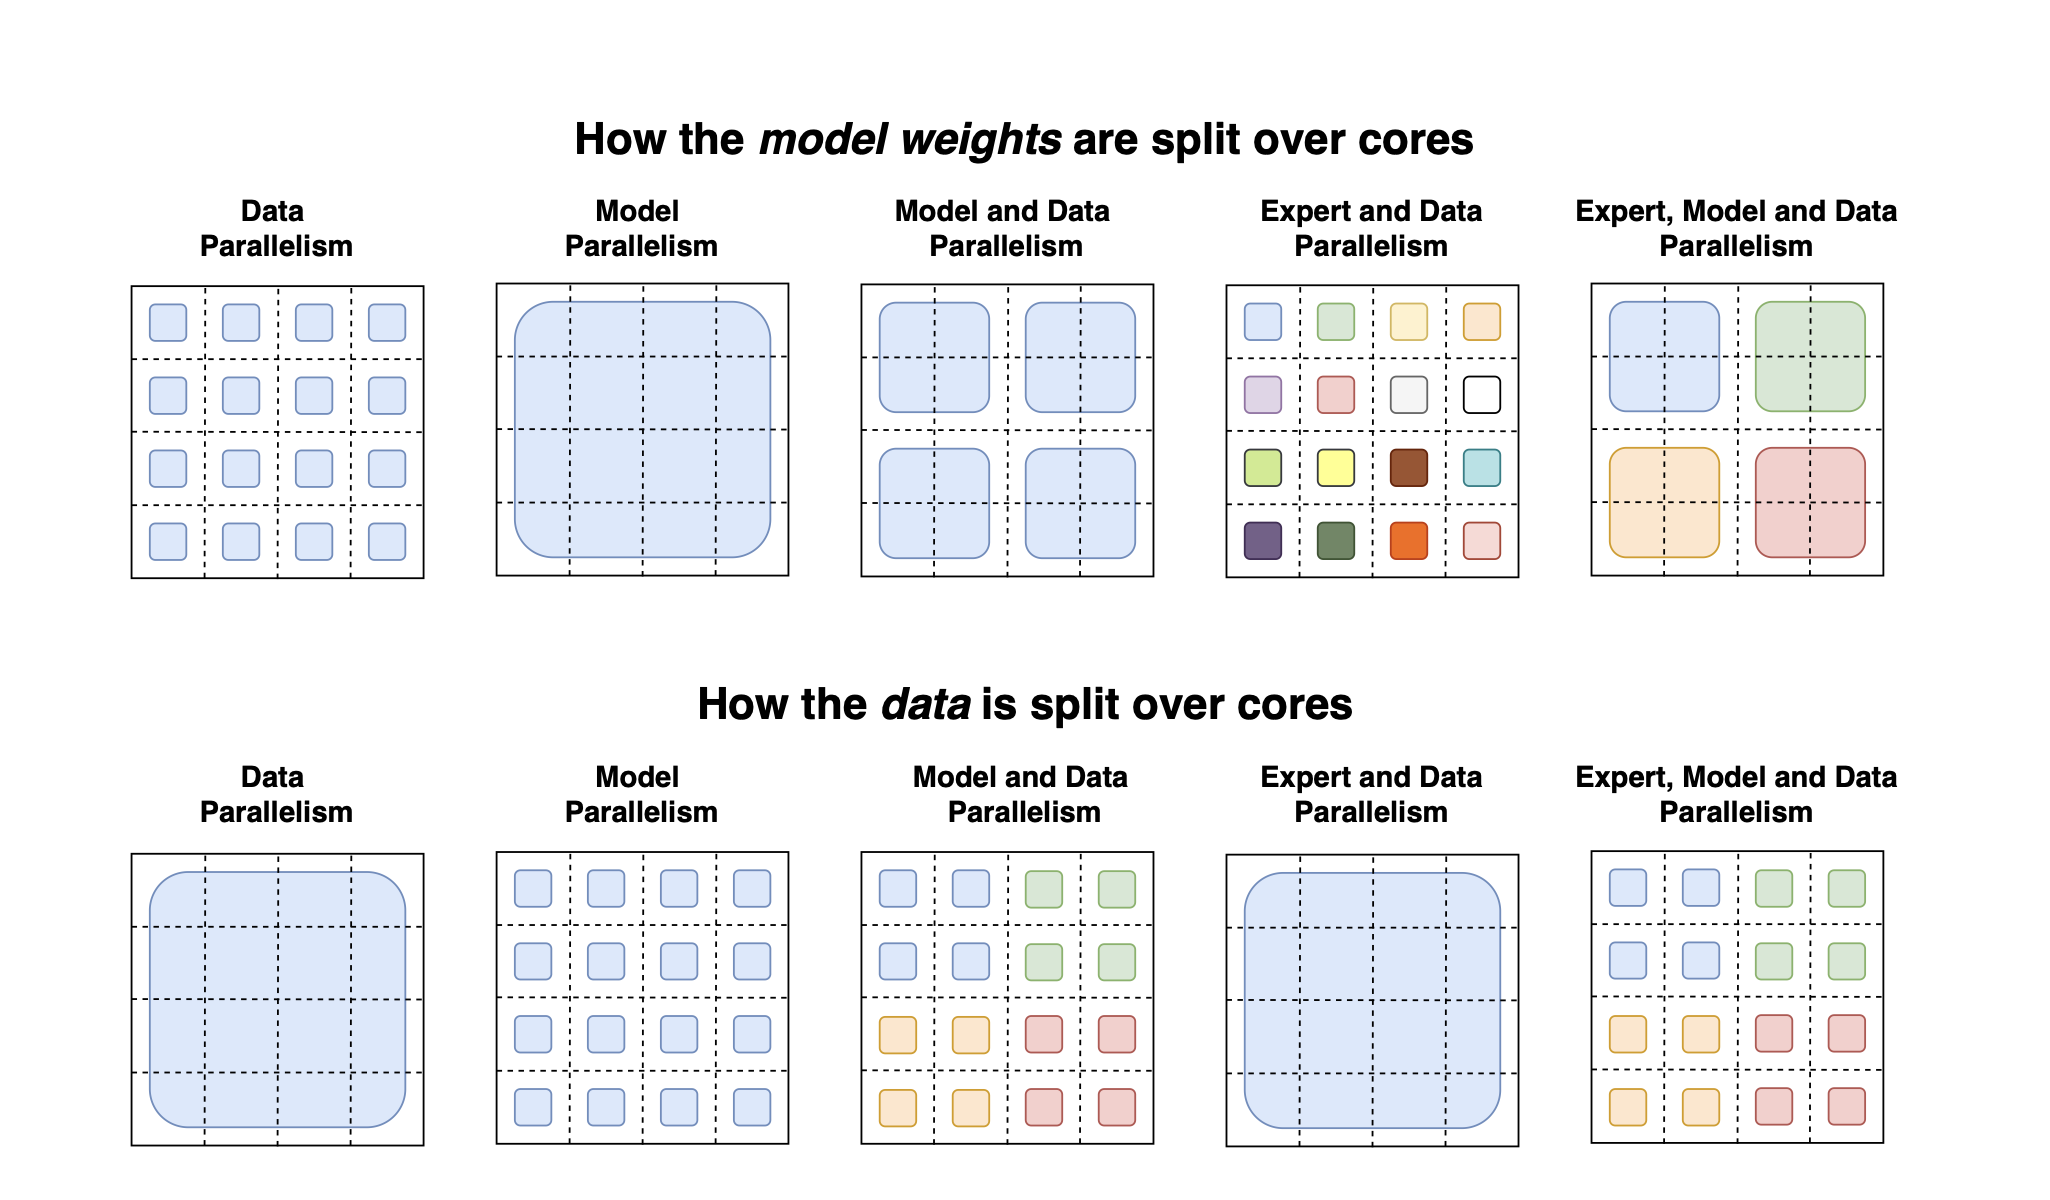 How the model weights are split over cores
Data
Parallelism
Model
Parallelism
Model and Data
Parallelism
Expert and Data
Parallelism
Expert, Model and Data
Parallelism
How the data is split over cores
Data
Parallelism
Model
Parallelism
Model and Data
Parallelism
Expert and Data
Parallelism
Expert, Model and Data
Parallelism